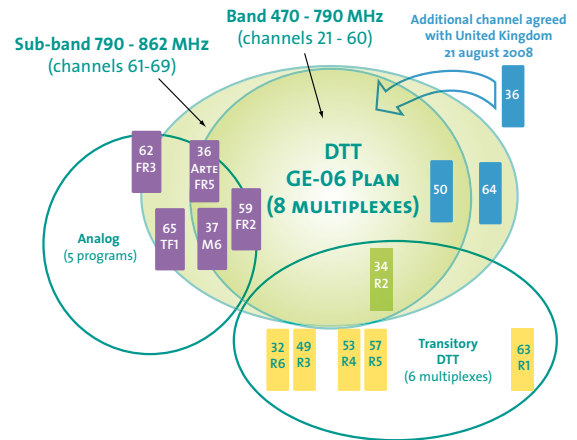 Band 470 - 790 MHz
(channels 21 - 60)
Additional channel agreed
with United Kingdom
21 august 2008
Sub-band 790 - 862 MHz
(channels 61-69)
36
62
FR3
36
ARTE
FR5
DTT
GE-06 PLAN
(8 MULTIPLEXES)
50
64
59
FR2
65
TF1
37
M6
Analog
(5 programs)
34
R2
32
R6
49
R3
53
R4
57
R5
Transitory
DTT
(6 multiplexes)
63
R1